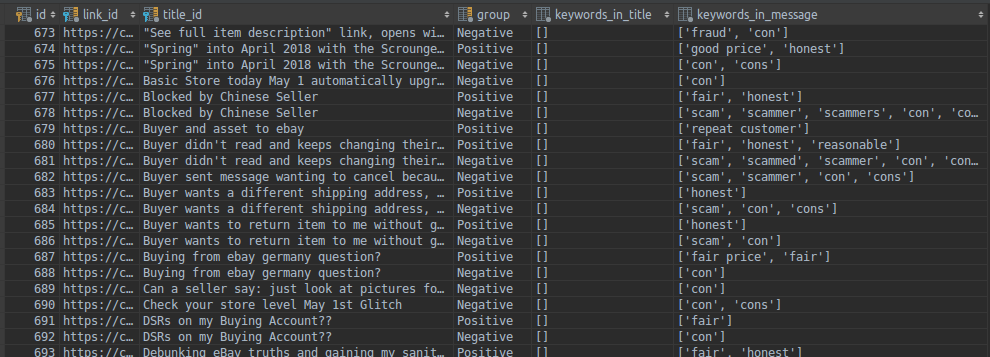 id link_id title_id group keywords_in_title keywords_in_message
673 https://c… "See full item description" link, opens wi… Negative [] ['fraud', 'con']
674 https://c… "Spring" into April 2018 with the Scrounge… Positive [] ['good price', 'honest']
675 https://c… "Spring" into April 2018 with the Scrounge… Negative [] ['con', 'cons']
676 https://c… Basic Store today May 1 automatically upgr… Negative [] ['con']
677 https://c… Blocked by Chinese Seller Positive [] ['fair', 'honest']
678 https://c… Blocked by Chinese Seller Negative [] ['scam', 'scammer', 'scammers', 'con', 'co…
679 https://c… Buyer and asset to ebay Positive [] ['repeat customer']
680 https://c… Buyer didn't read and keeps changing their… Positive [] ['fair', 'honest', 'reasonable']
681 https://c… Buyer didn't read and keeps changing their… Negative [] ['scam', 'scammed', 'scammer', 'con', 'con…
682 https://c… Buyer sent message wanting to cancel becau… Negative [] ['scam', 'scammer', 'con', 'cons']
683 https://c… Buyer wants a different shipping address, … Positive [] ['honest']
684 https://c… Buyer wants a different shipping address, … Negative [] ['scam', 'con', 'cons']
685 https://c… Buyer wants to return item to me without g… Positive [] ['honest']
686 https://c… Buyer wants to return item to me without g… Negative [] ['scam', 'con']
687 https://c… Buying from ebay germany question? Positive [] ['fair price', 'fair']
688 https://c… Buying from ebay germany question? Negative [] ['con']
689 https://c… Can a seller say: just look at pictures fo… Negative [] ['con']
690 https://c… Check your store level May 1st Glitch Negative [] ['con', 'cons']
691 https://c… DSRs on my Buying Account?? Positive [] ['fair']
692 https://c… DSRs on my Buying Account?? Negative [] ['con']
693 https://c… Debunking eBay truths and gaining my sanit… Positive [] ['fair', 'honest']